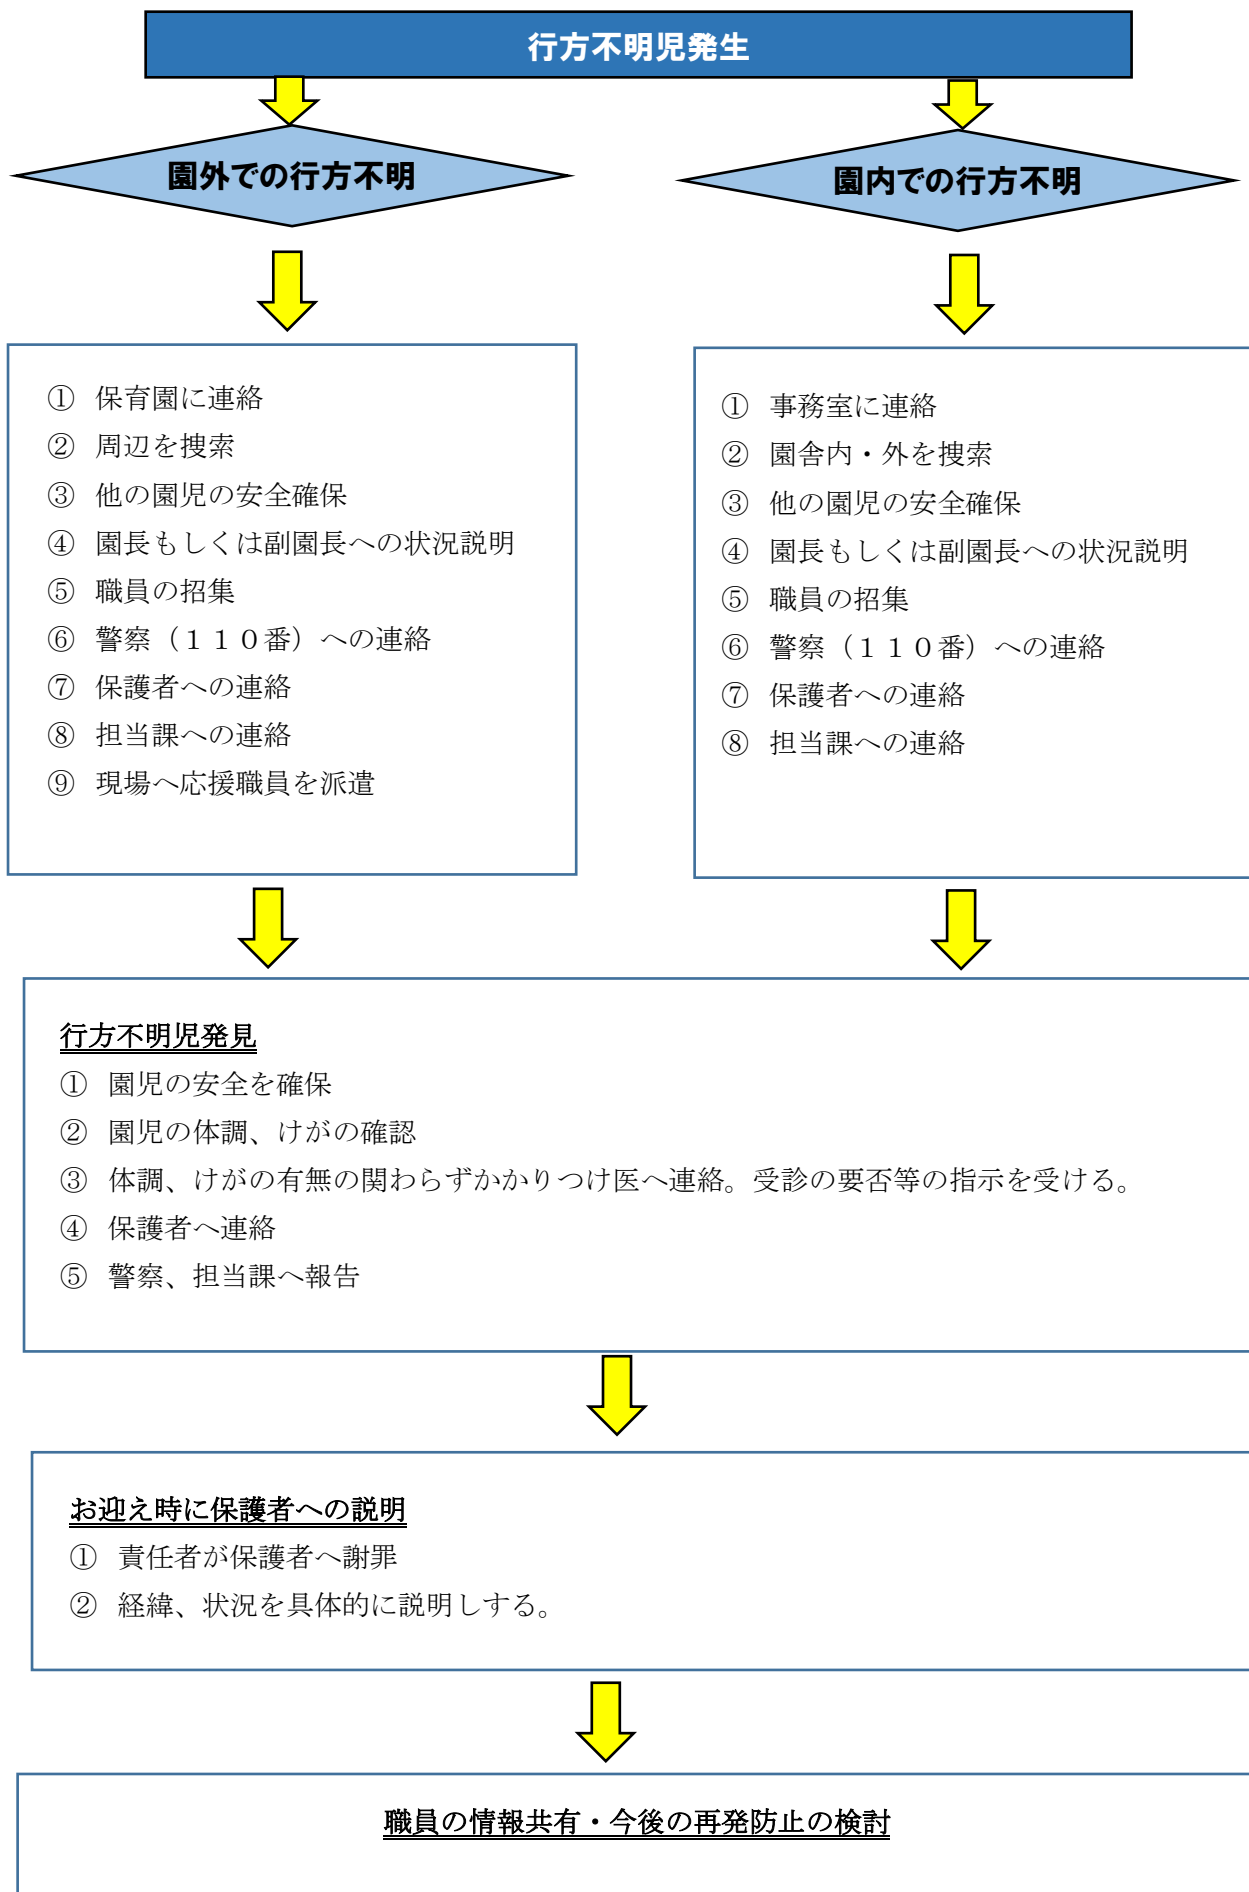 行方不明児発生
園外での行方不明
① 保育園に連絡
② 周辺を捜索
③ 他の園児の安全確保
④ 園長もしくは副園長への状況説明
⑤ 職員の招集
⑥ 警察（１１０番）への連絡
⑦ 保護者への連絡
⑧ 担当課への連絡
⑨ 現場へ応援職員を派遣
園内での行方不明
① 事務室に連絡
② 園舎内・外を捜索
③ 他の園児の安全確保
④ 園長もしくは副園長への状況説明
⑤ 職員の招集
⑥ 警察（１１０番）への連絡
⑦ 保護者への連絡
⑧ 担当課への連絡
行方不明児発見
① 園児の安全を確保
② 園児の体調、けがの確認
③ 体調、けがの有無の関わらずかかりつけ医へ連絡。受診の要否等の指示を受ける。
④ 保護者へ連絡
⑤ 警察、担当課へ報告
お迎え時に保護者への説明
① 責任者が保護者へ謝罪
② 経緯、状況を具体的に説明しする。
職員の情報共有・今後の再発防止の検討